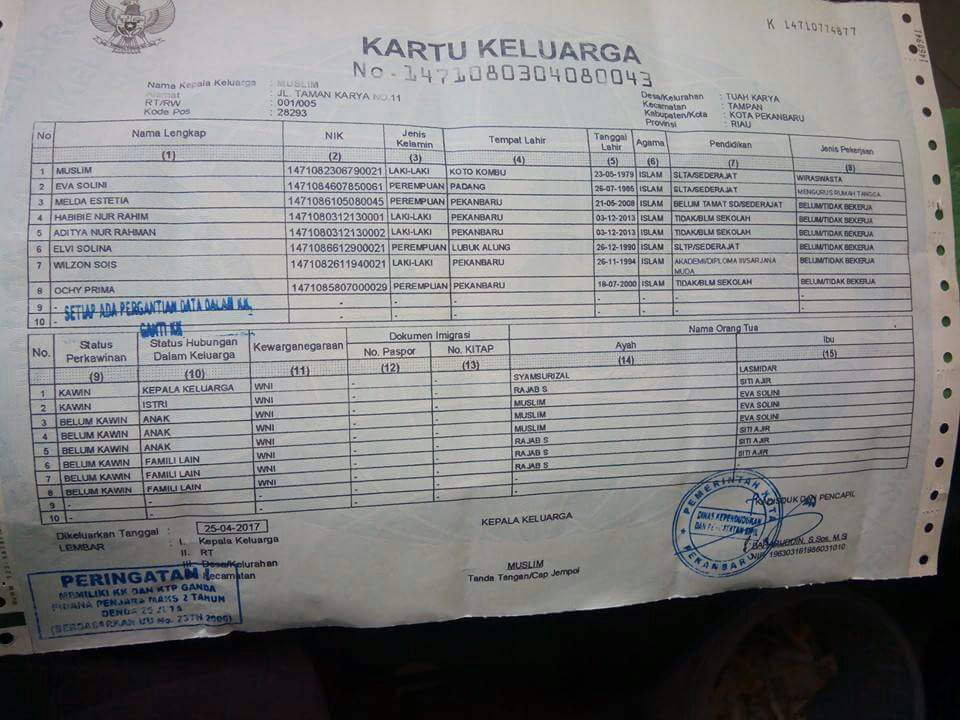 K 14710774877
KARTU KELUARGA
No. 1471080304080043
Nama Kepala Keluarga : MUSLIM
Alamat : JL. TAMAN KARYA NO.11
RT/RW : 001/005
Kode Pos : 28293
Desa/Kelurahan : TUAH KARYA
Kecamatan : TAMPAN
Kabupaten/Kota : KOTA PEKANBARU
Provinsi : RIAU
No Nama Lengkap NIK Jenis Kelamin Tempat Lahir Tanggal Lahir Agama Pendidikan Jenis Pekerjaan
(1) (2) (3) (4) (5) (6) (7) (8)
1 MUSLIM 1471082306790021 LAKI-LAKI KOTO KOMBU 23-05-1979 ISLAM SLTA/SEDERAJAT WIRASWASTA
2 EVA SOLINI 1471084607850061 PEREMPUAN PADANG 26-07-1985 ISLAM SLTA/SEDERAJAT MENGURUS RUMAH TANGGA
3 MELDA ESTETIA 1471086105080045 PEREMPUAN PEKANBARU 21-05-2008 ISLAM BELUM TAMAT SD/SEDERAJAT BELUM/TIDAK BEKERJA
4 HABIBIE NUR RAHIM 1471080312130001 LAKI-LAKI PEKANBARU 03-12-2013 ISLAM TIDAK/BLM SEKOLAH BELUM/TIDAK BEKERJA
5 ADITYA NUR RAHMAN 1471080312130002 LAKI-LAKI PEKANBARU 03-12-2013 ISLAM TIDAK/BLM SEKOLAH BELUM/TIDAK BEKERJA
6 ELVI SOLINA 1471086612900021 PEREMPUAN LUBUK ALUNG 26-12-1990 ISLAM SLTP/SEDERAJAT BELUM/TIDAK BEKERJA
7 WILZON SOIS 1471082611940021 LAKI-LAKI PEKANBARU 26-11-1994 ISLAM AKADEMI/DIPLOMA III/SARJANA MUDA BELUM/TIDAK BEKERJA
8 OCHY PRIMA 1471085807000029 PEREMPUAN PEKANBARU 18-07-2000 ISLAM TIDAK/BLM SEKOLAH BELUM/TIDAK BEKERJA
9 - - - - - - - -
10 - - - - - - - -
SETIAP ADA PERGANTIAN DATA DALAM KK,
GANTI KK
No. Status Perkawinan Status Hubungan Dalam Keluarga Kewarganegaraan Dokumen Imigrasi Nama Orang Tua
No. Paspor No. KITAP Ayah Ibu
(9) (10) (11) (12) (13) (14) (15)
1 KAWIN KEPALA KELUARGA WNI - - SYAMSURIZAL LASMIDAR
2 KAWIN ISTRI WNI - - RAJAB S SITI AJIR
3 BELUM KAWIN ANAK WNI - - MUSLIM EVA SOLINI
4 BELUM KAWIN ANAK WNI - - MUSLIM EVA SOLINI
5 BELUM KAWIN ANAK WNI - - MUSLIM EVA SOLINI
6 BELUM KAWIN FAMILI LAIN WNI - - RAJAB S SITI AJIR
7 BELUM KAWIN FAMILI LAIN WNI - - RAJAB S SITI AJIR
8 BELUM KAWIN FAMILI LAIN WNI - - RAJAB S SITI AJIR
9 - - - - - - -
10 - - - - - - -
Dikeluarkan Tanggal : 25-04-2017
LEMBAR : I. Kepala Keluarga
II. RT
III. Desa/Kelurahan
Kecamatan
KEPALA KELUARGA
MUSLIM
Tanda Tangan/Cap Jempol
DUK DAN PENCAPIL
PEMERINTAH KOTA
DINAS KEPENDUDUKAN
PEKANBARU
BAHARUDDIN, S.Sos, M.Si
NIP. 196303161986031010
PERINGATAN !
MEMILIKI KK DAN KTP GANDA
PIDANA PENJARA MAKS 2 TAHUN
DENDA 25 JUTA
(BERDASARKAN UU No. 23TH 2006)